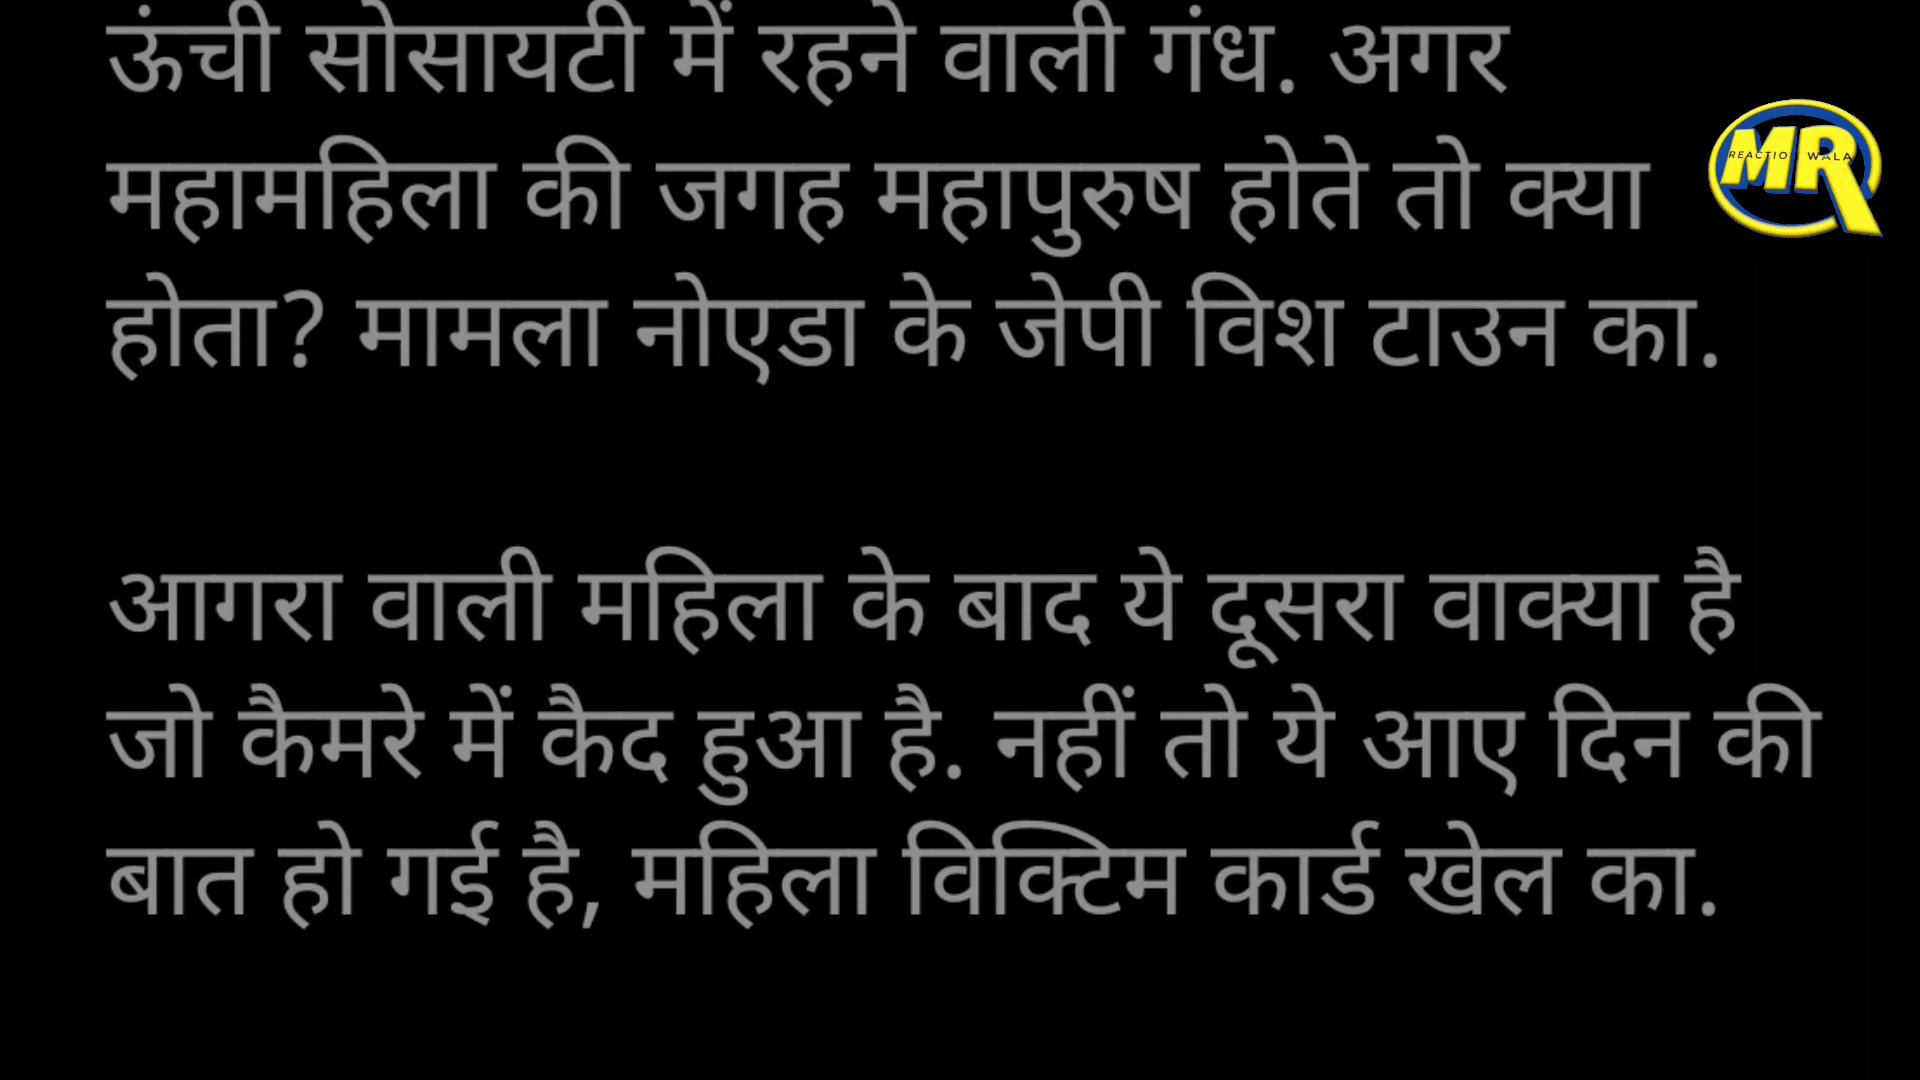 ऊंची सोसायटी में रहने वाली गंध. अगर
महामहिला की जगह महापुरुष होते तो क्या
होता? मामला नोएडा के जेपी विश टाउन का.
आगरा वाली महिला के बाद ये दूसरा वाक्या है
जो कैमरे में कैद हुआ है. नहीं तो ये आए दिन की
बात हो गई है, महिला विक्टिम कार्ड खेल का.
MR
REACTION WALA